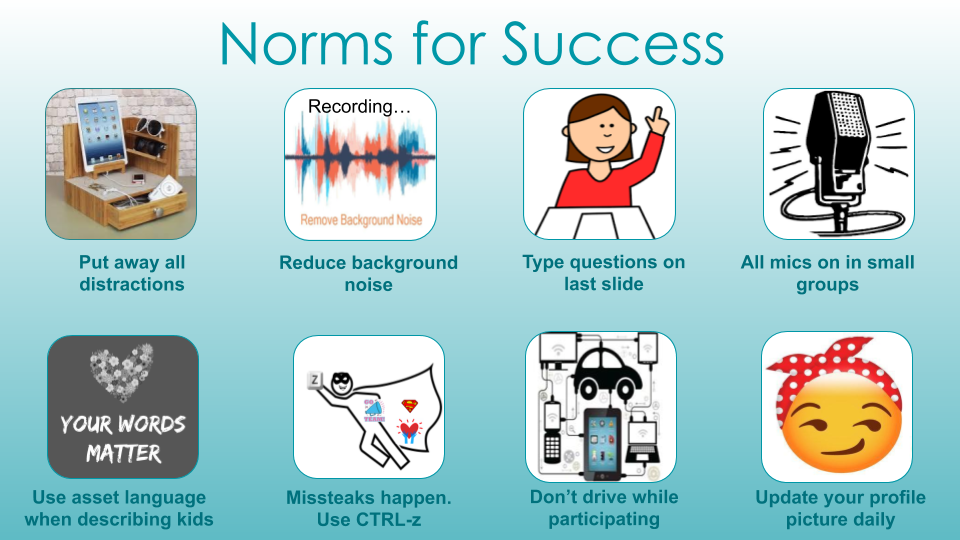 Norms for Success
Recording…
Remove Background Noise
Put away all
distractions
Reduce background
noise
Type questions on
last slide
All mics on in small
groups
YOUR WORDS
MATTER
Z
GO
TEAM!
S
Use asset language
when describing kids
Missteaks happen.
Use CTRL-z
Don’t drive while
participating
Update your profile
picture daily